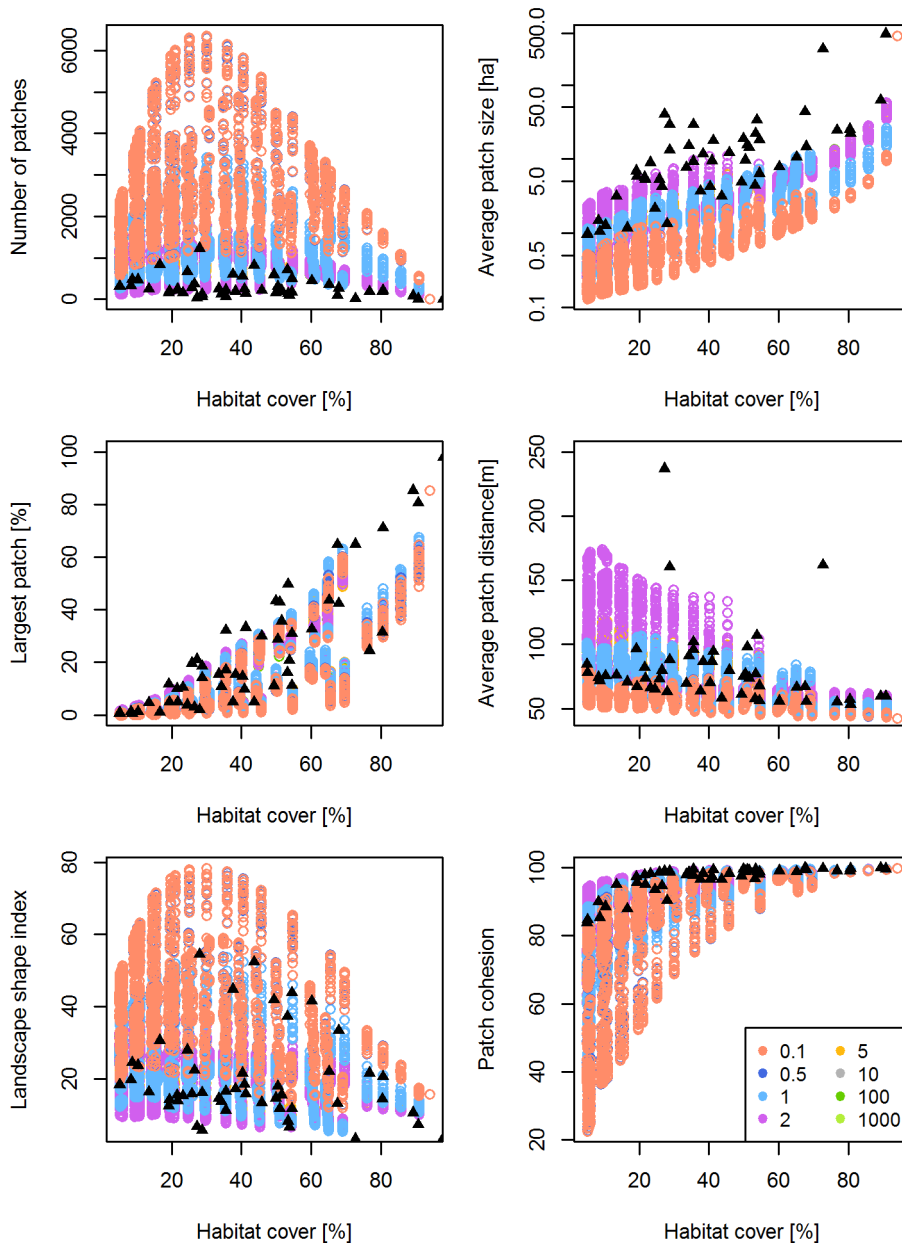 Number of patches
0 2000 4000 6000
20 40 60 80
Habitat cover [%]
Average patch size [ha]
0.1 0.5 5.0 50.0 500.0
20 40 60 80
Habitat cover [%]
Largest patch [%]
0 20 40 60 80 100
20 40 60 80
Habitat cover [%]
Average patch distance[m]
50 100 150 200 250
20 40 60 80
Habitat cover [%]
Landscape shape index
20 40 60 80
20 40 60 80
Habitat cover [%]
Patch cohesion
20 40 60 80 100
20 40 60 80
Habitat cover [%]
0.1 5
0.5 10
1 100
2 1000